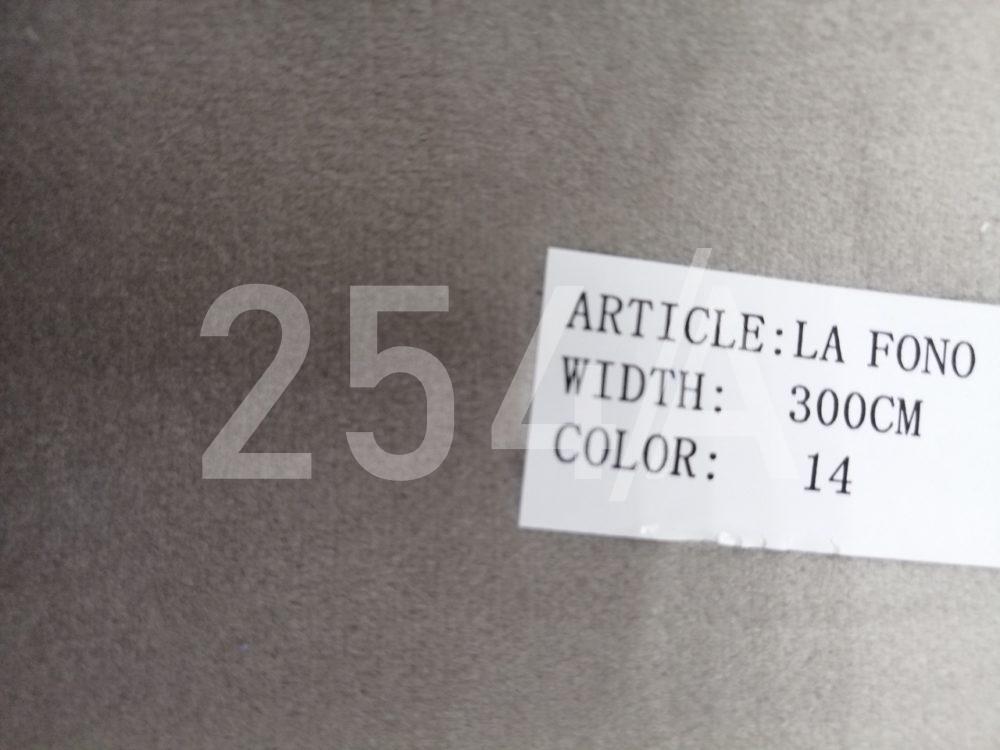 254/A
ARTICLE:LA FONO
WIDTH: 300CM
COLOR: 14